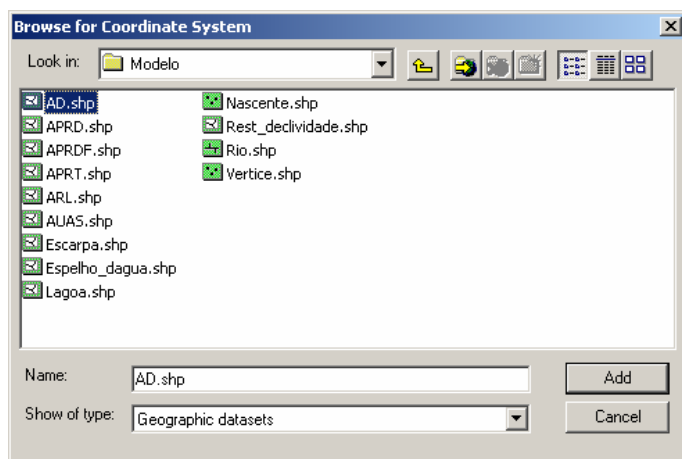 Browse for Coordinate System
Look in: Modelo
AD.shp
APRD.shp
APRDF.shp
APRT.shp
ARL.shp
AUAS.shp
Escarpa.shp
Espelho_dagua.shp
Lagoa.shp
Nascente.shp
Rest_declividade.shp
Rio.shp
Vertice.shp
Name: AD.shp
Add
Show of type: Geographic datasets
Cancel